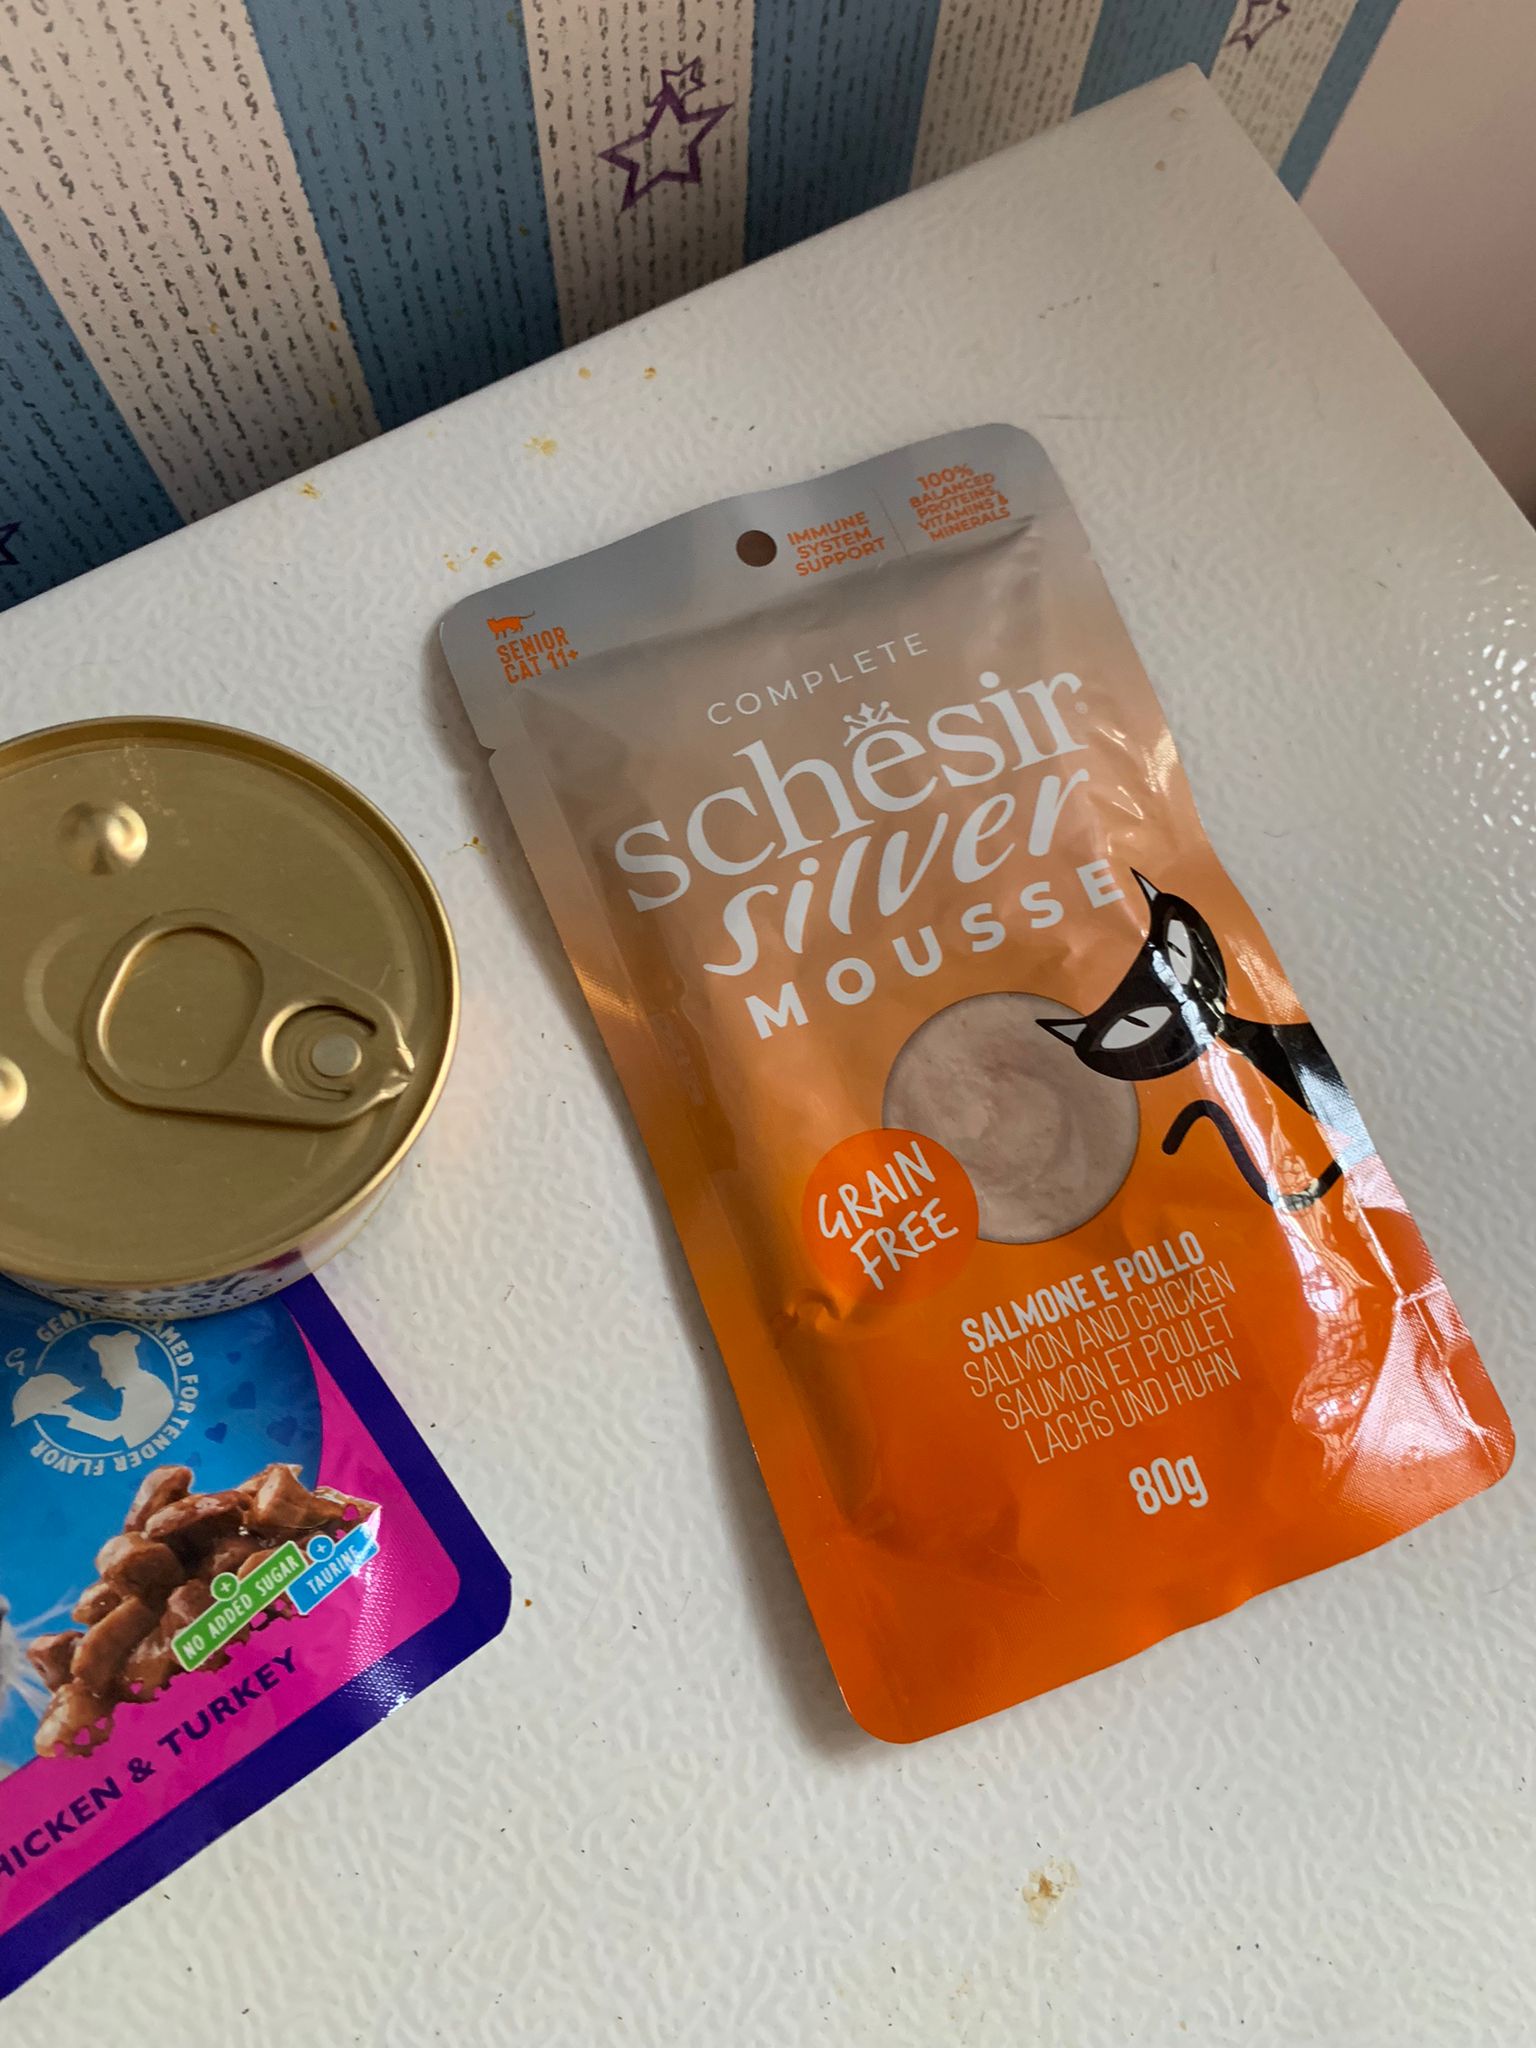 IMMUNE
SYSTEM
SUPPORT
100%
BALANCED
PROTEINS,
VITAMINS &
MINERALS
SENIOR
CAT 11+
COMPLETE
schesir
silver
MOUSSE
GRAIN
FREE
SALMONE E POLLO
SALMON AND CHICKEN
SAUMON ET POULET
LACHS UND HUHN
80g
FOR TENDER FLAVOR
+
NO ADDED SUGAR
+
TAURINE
& TURKEY